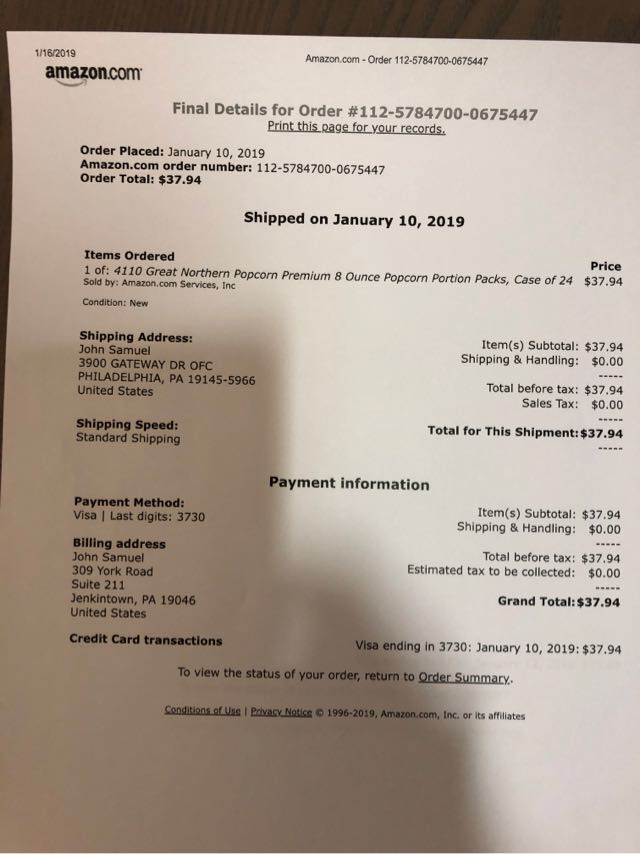 1/16/2019
Amazon.com - Order 112-5784700-0675447
amazon.com
Final Details for Order #112-5784700-0675447
Print this page for your records.
Order Placed: January 10, 2019
Amazon.com order number: 112-5784700-0675447
Order Total: $37.94
Shipped on January 10, 2019
Items Ordered Price
1 of: 4110 Great Northern Popcorn Premium 8 Ounce Popcorn Portion Packs, Case of 24 $37.94
Sold by: Amazon.com Services, Inc
Condition: New
Shipping Address:
John Samuel
3900 GATEWAY DR OFC
PHILADELPHIA, PA 19145-5966
United States
Shipping Speed:
Standard Shipping
Item(s) Subtotal: $37.94
Shipping & Handling: $0.00
-----
Total before tax: $37.94
Sales Tax: $0.00
-----
Total for This Shipment: $37.94
-----
Payment information
Payment Method:
Visa | Last digits: 3730
Billing address
John Samuel
309 York Road
Suite 211
Jenkintown, PA 19046
United States
Item(s) Subtotal: $37.94
Shipping & Handling: $0.00
-----
Total before tax: $37.94
Estimated tax to be collected: $0.00
-----
Grand Total: $37.94
Credit Card transactions Visa ending in 3730: January 10, 2019: $37.94
To view the status of your order, return to Order Summary.
Conditions of Use | Privacy Notice © 1996-2019, Amazon.com, Inc. or its affiliates